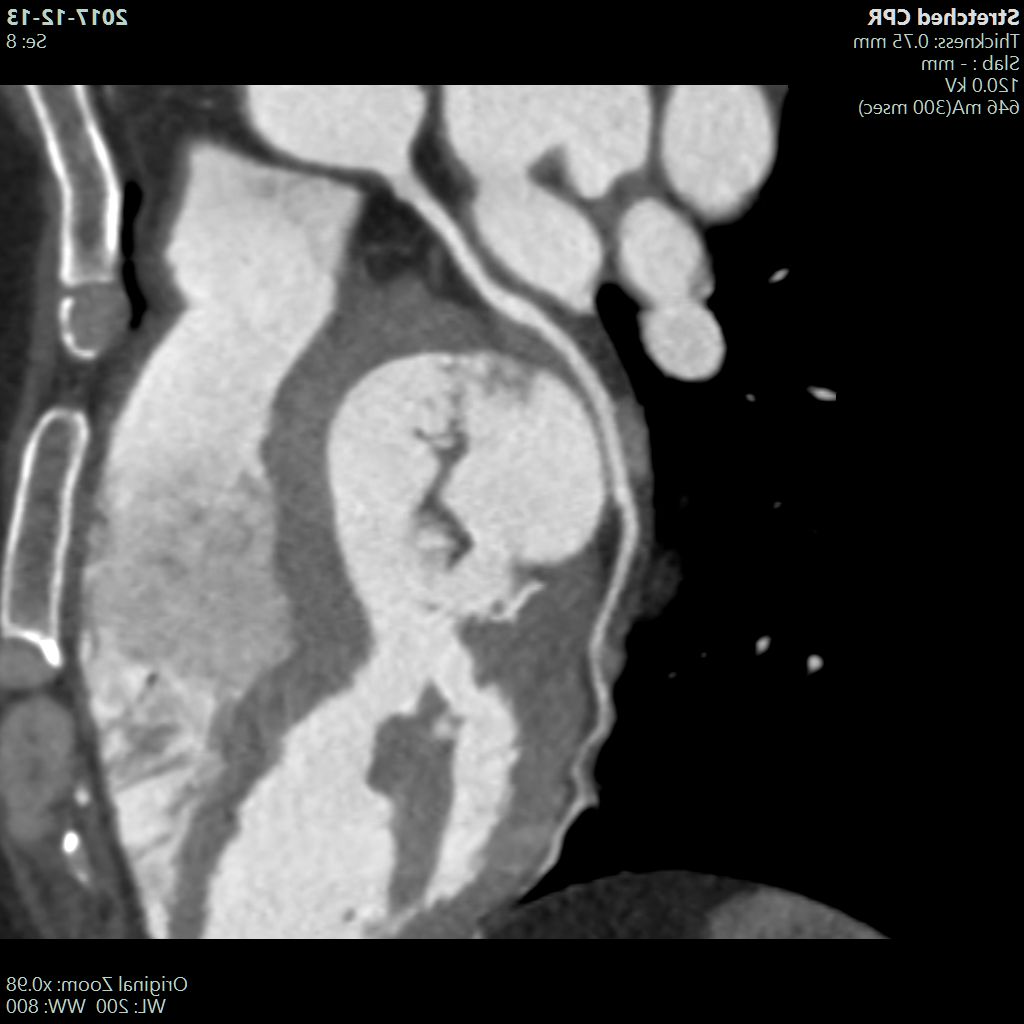 Stretched CPR
Thickness: 0.75 mm
Slab : - mm
120.0 kV
646 mA(300 msec)
2017-12-13
Se: 8
Original Zoom: x0.98
WL: 200 WW: 800